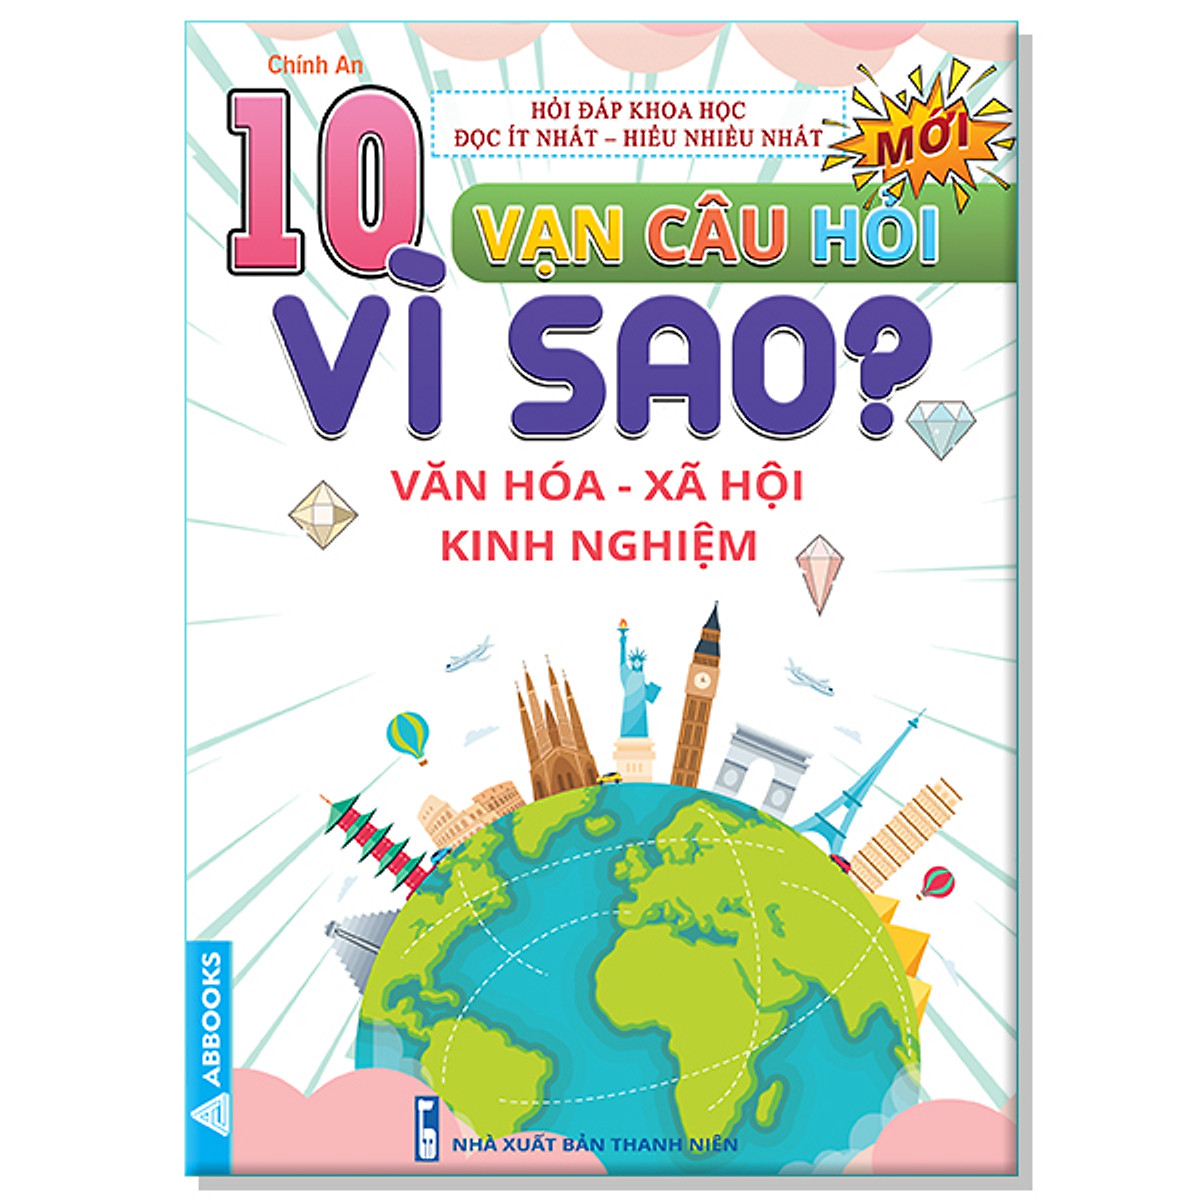 Chính An
HỎI ĐÁP KHOA HỌC
ĐỌC ÍT NHẤT – HIỂU NHIỀU NHẤT
MỚI
10
VẠN CÂU HỎI
VÌ SAO?
VĂN HÓA - XÃ HỘI
KINH NGHIỆM
ABBOOKS
NHÀ XUẤT BẢN THANH NIÊN